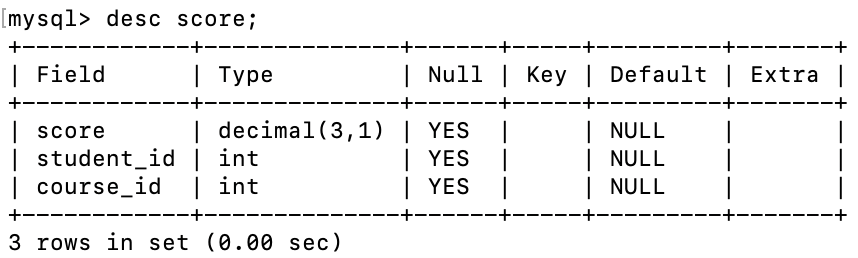 [mysql> desc score;
+------------+--------------+------+-----+---------+-------+
| Field      | Type         | Null | Key | Default | Extra |
+------------+--------------+------+-----+---------+-------+
| score      | decimal(3,1) | YES  |     | NULL    |       |
| student_id | int          | YES  |     | NULL    |       |
| course_id  | int          | YES  |     | NULL    |       |
+------------+--------------+------+-----+---------+-------+
3 rows in set (0.00 sec)